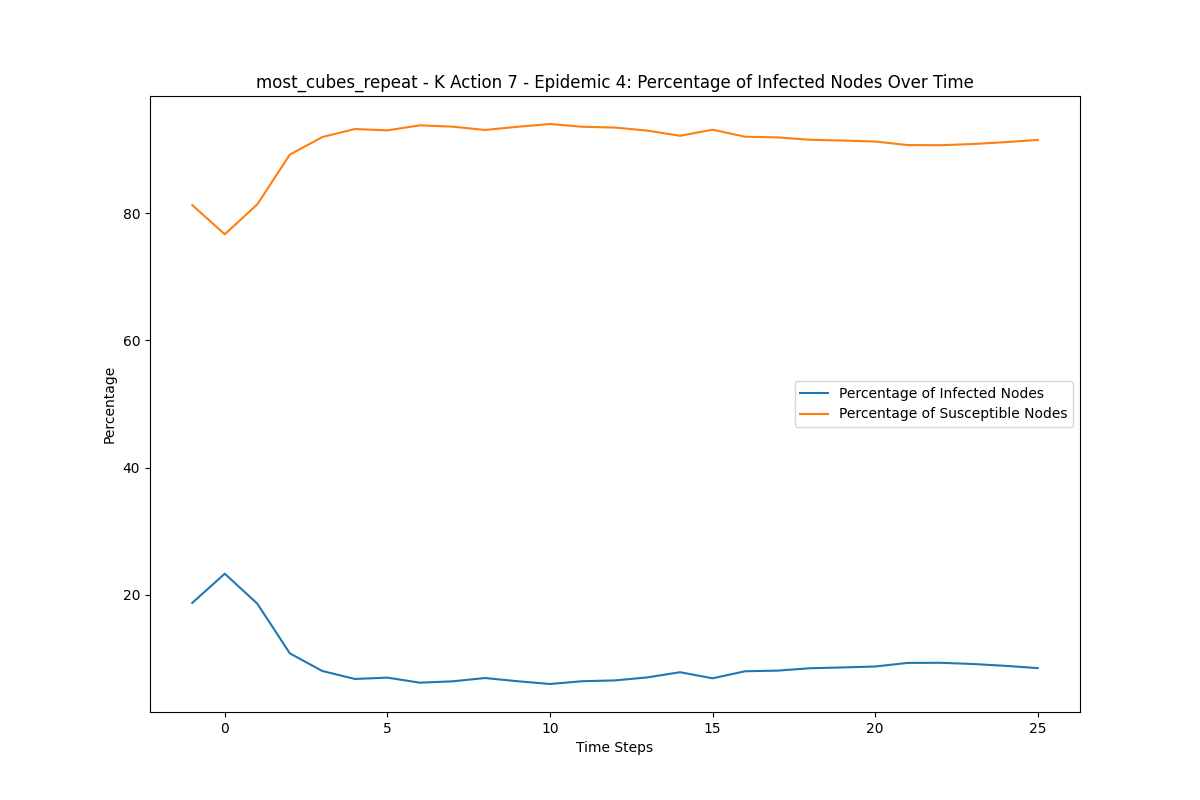 most_cubes_repeat - K Action 7 - Epidemic 4: Percentage of Infected Nodes Over Time
Percentage
80
60
40
20
Percentage of Infected Nodes
Percentage of Susceptible Nodes
0 5 10 15 20 25
Time Steps